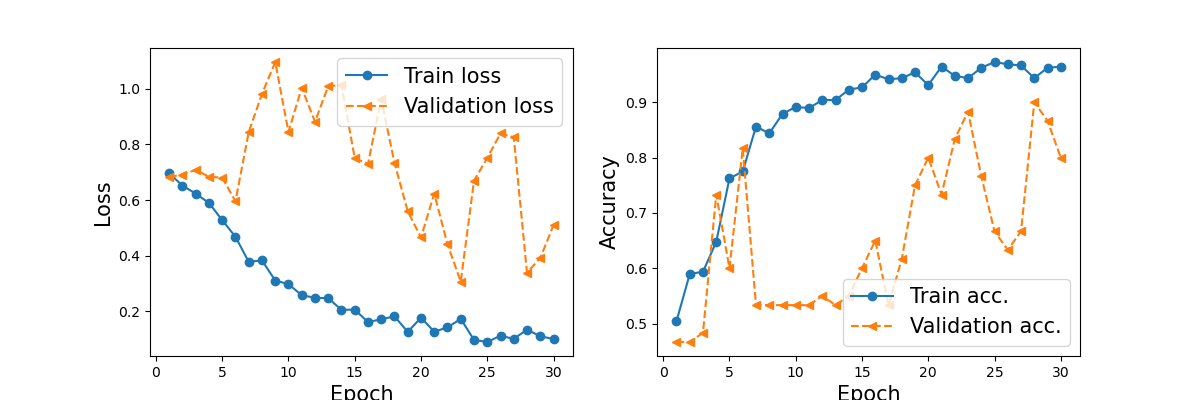 Loss
1.0
0.8
0.6
0.4
0.2
Train loss
Validation loss
0 5 10 15 20 25 30
Epoch
Accuracy
0.9
0.8
0.7
0.6
0.5
Train acc.
Validation acc.
0 5 10 15 20 25 30
Epoch